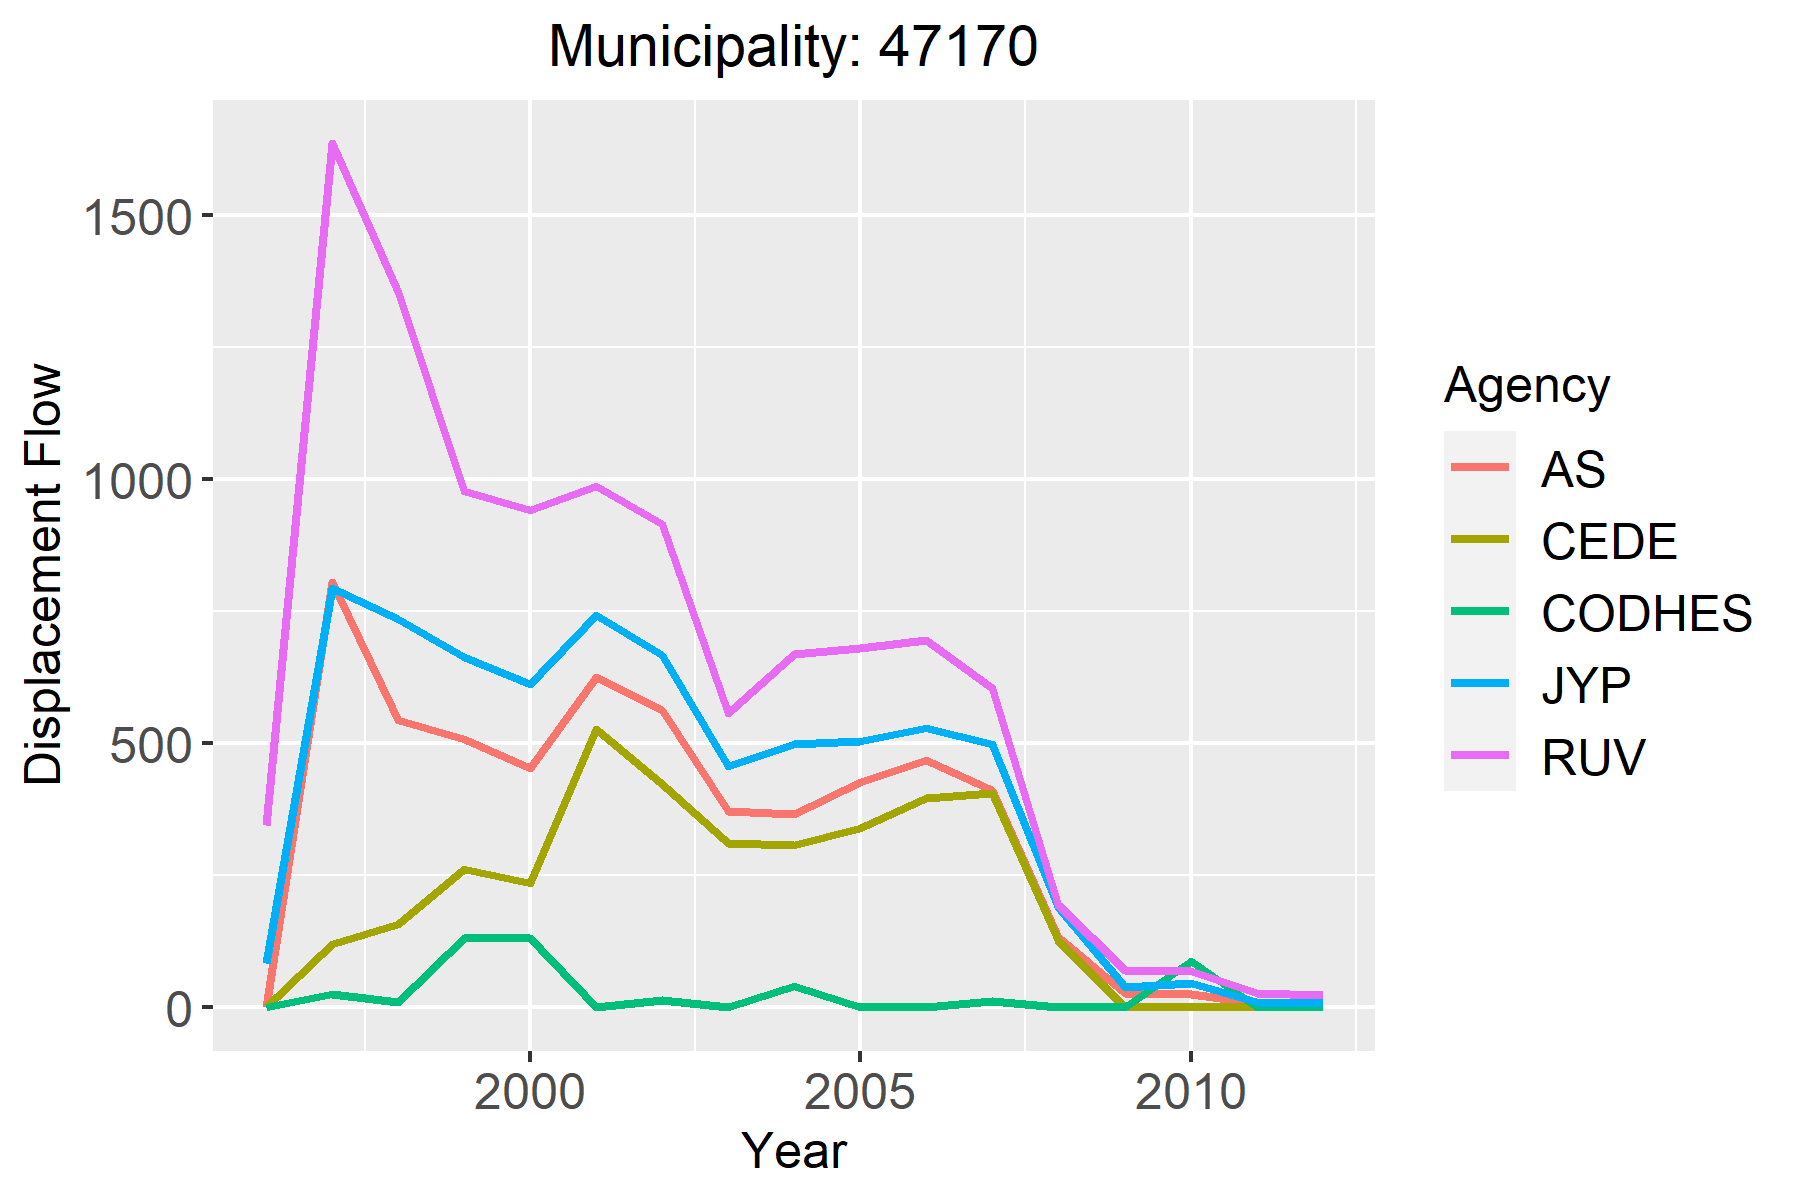 Municipality: 47170
Displacement Flow
1500
1000
500
0
2000
2005
2010
Year
Agency
AS
CEDE
CODHES
JYP
RUV